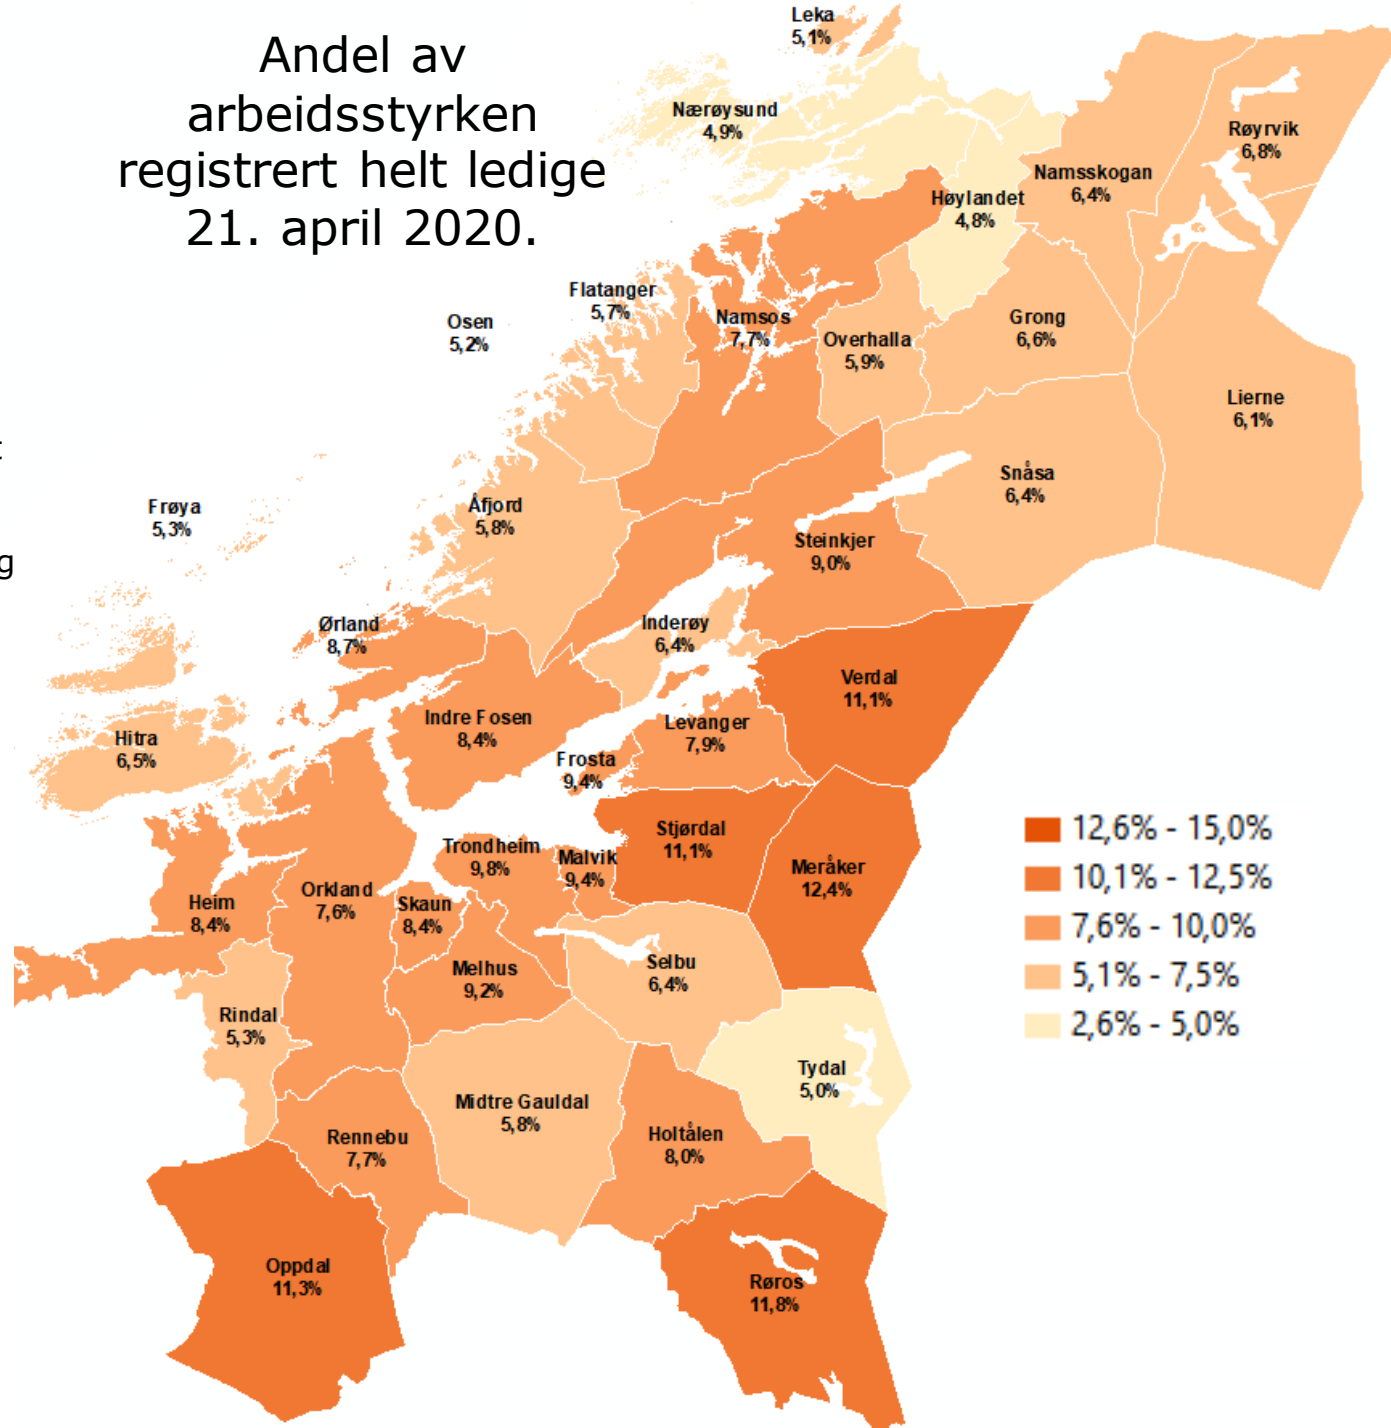 Andel av
arbeidsstyrken
registrert helt ledige
21. april 2020.
Leka
5,1%
Nærøysund
4,9%
Røyrvik
6,8%
Namsskogan
6,4%
Høylandet
4,8%
Flatanger
5,7%
Osen
5,2%
Namsos
7,7%
Overhalla
5,9%
Grong
6,6%
Lierne
6,1%
Snåsa
6,4%
Frøya
5,3%
Åfjord
5,8%
Steinkjer
9,0%
g
Ørland
8,7%
Inderøy
6,4%
Verdal
11,1%
Indre Fosen
8,4%
Levanger
7,9%
Hitra
6,5%
Frosta
9,4%
Stjørdal
11,1%
Trondheim
9,8%
Malvik
9,4%
Meråker
12,4%
Orkland
7,6%
Heim
8,4%
Skaun
8,4%
Melhus
9,2%
Selbu
6,4%
Rindal
5,3%
Tydal
5,0%
Midtre Gauldal
5,8%
Rennebu
7,7%
Holtålen
8,0%
Oppdal
11,3%
Røros
11,8%
12,6% - 15,0%
10,1% - 12,5%
7,6% - 10,0%
5,1% - 7,5%
2,6% - 5,0%